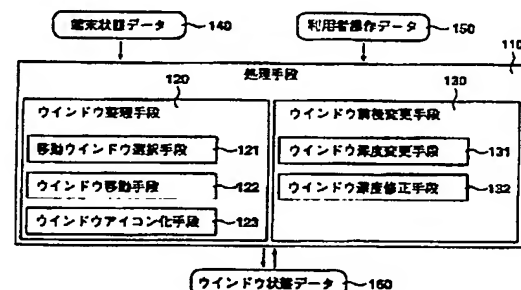 端末状態データ 140
利用者操作データ 150
110
処理手段
120
130
ウインドウ整理手段
ウインドウ前後変更手段
移動ウインドウ選択手段 121
ウインドウ深度変更手段 131
ウインドウ移動手段 122
ウインドウ深度修正手段 132
ウインドウアイコン化手段 123
ウインドウ状態データ 160